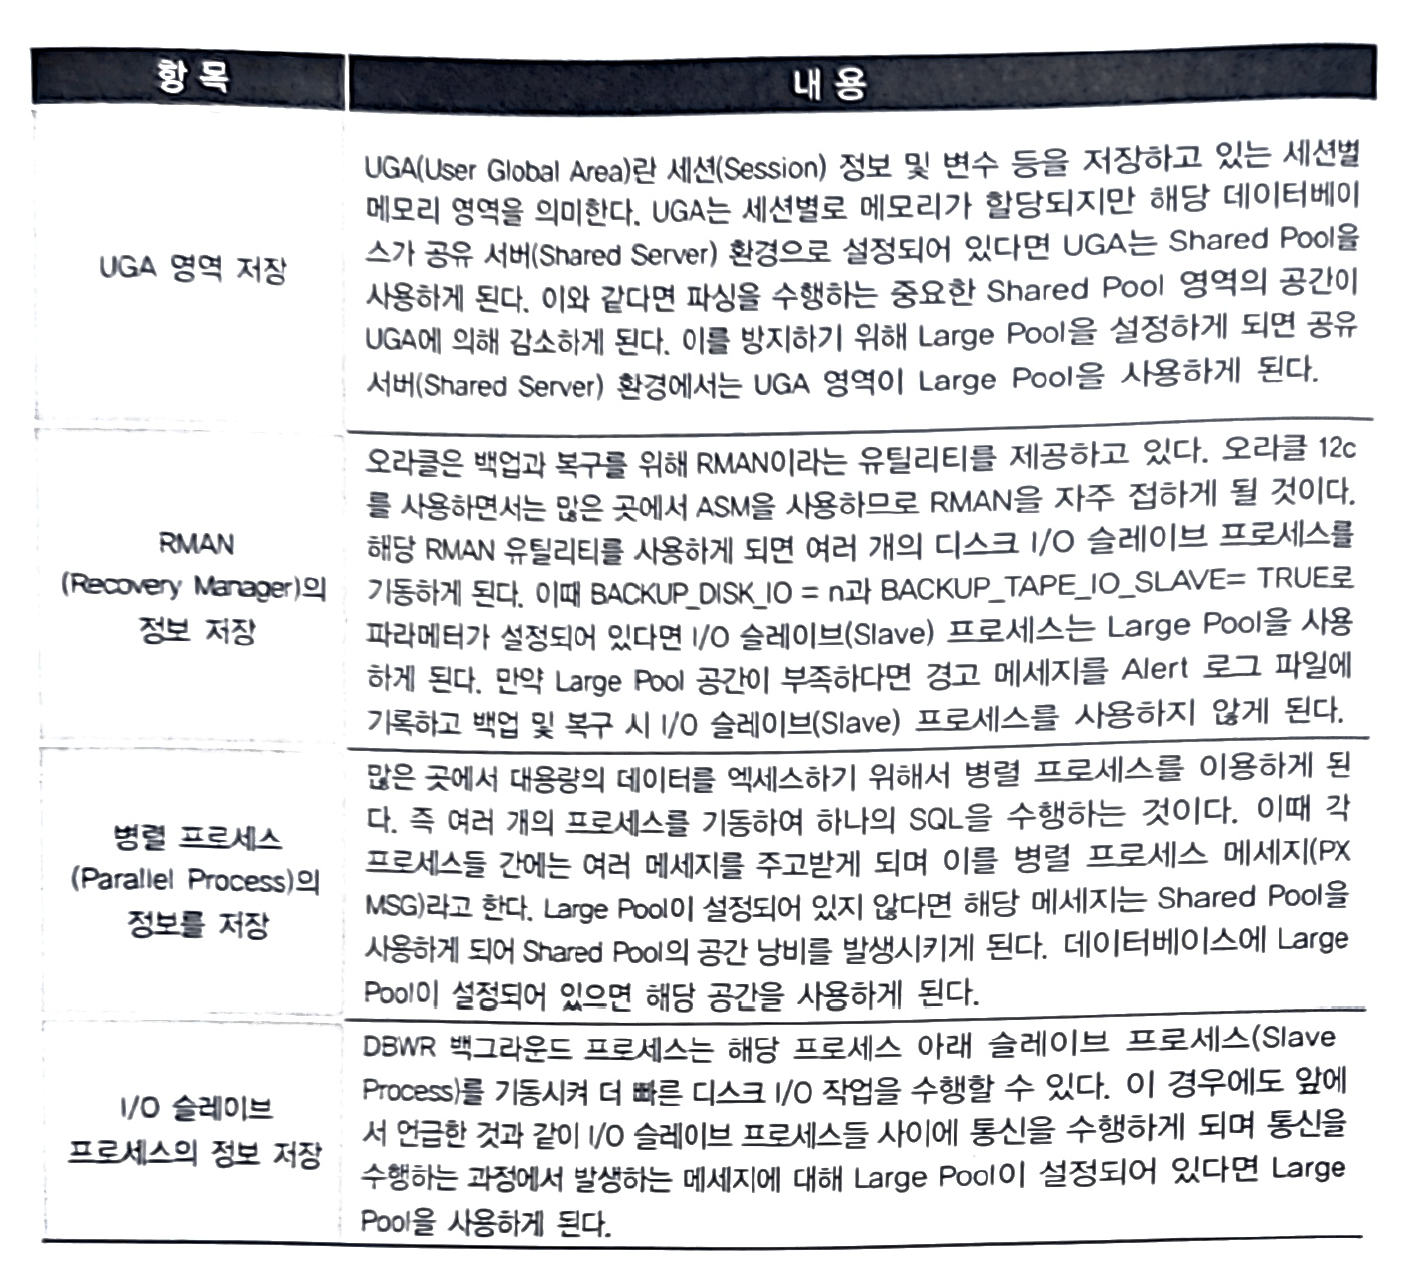 항 목
내 용
UGA 영역 저장
UGA(User Global Area)란 세션(Session) 정보 및 변수 등을 저장하고 있는 세션별
메모리 영역을 의미한다. UGA는 세션별로 메모리가 할당되지만 해당 데이터베이
스가 공유 서버(Shared Server) 환경으로 설정되어 있다면 UGA는 Shared Pool을
사용하게 된다. 이와 같다면 파싱을 수행하는 중요한 Shared Pool 영역의 공간이
UGA에 의해 감소하게 된다. 이를 방지하기 위해 Large Pool을 설정하게 되면 공유
서버(Shared Server) 환경에서는 UGA 영역이 Large Pool을 사용하게 된다.
RMAN
(Recovery Manager)의
정보 저장
오라클은 백업과 복구를 위해 RMAN이라는 유틸리티를 제공하고 있다. 오라클 12c
를 사용하면서는 많은 곳에서 ASM을 사용하므로 RMAN을 자주 접하게 될 것이다.
해당 RMAN 유틸리티를 사용하게 되면 여러 개의 디스크 I/O 슬레이브 프로세스를
기동하게 된다. 이때 BACKUP_DISK_IO = n과 BACKUP_TAPE_IO_SLAVE= TRUE로
파라메터가 설정되어 있다면 I/O 슬레이브(Slave) 프로세스는 Large Pool을 사용
하게 된다. 만약 Large Pool 공간이 부족하다면 경고 메세지를 Alert 로그 파일에
기록하고 백업 및 복구 시 I/O 슬레이브(Slave) 프로세스를 사용하지 않게 된다.
병렬 프로세스
(Parallel Process)의
정보를 저장
많은 곳에서 대용량의 데이터를 엑세스하기 위해서 병렬 프로세스를 이용하게 된
다. 즉 여러 개의 프로세스를 기동하여 하나의 SQL을 수행하는 것이다. 이때 각
프로세스들 간에는 여러 메세지를 주고받게 되며 이를 병렬 프로세스 메세지(PX
MSG)라고 한다. Large Pool이 설정되어 있지 않다면 해당 메세지는 Shared Pool을
사용하게 되어 Shared Pool의 공간 낭비를 발생시키게 된다. 데이터베이스에 Large
Pool이 설정되어 있으면 해당 공간을 사용하게 된다.
I/O 슬레이브
프로세스의 정보 저장
DBWR 백그라운드 프로세스는 해당 프로세스 아래 슬레이브 프로세스(Slave
Process)를 기동시켜 더 빠른 디스크 I/O 작업을 수행할 수 있다. 이 경우에도 앞에
서 언급한 것과 같이 I/O 슬레이브 프로세스들 사이에 통신을 수행하게 되며 통신을
수행하는 과정에서 발생하는 메세지에 대해 Large Pool이 설정되어 있다면 Large
Pool을 사용하게 된다.